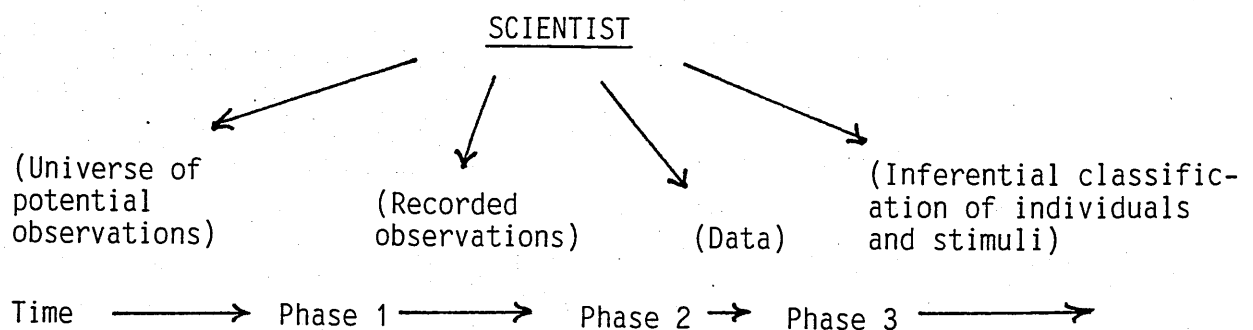 SCIENTIST
(Universe of
potential
observations)
(Recorded
observations)
(Data)
(Inferential classific-
ation of individuals
and stimuli)
Time Phase 1 Phase 2 Phase 3